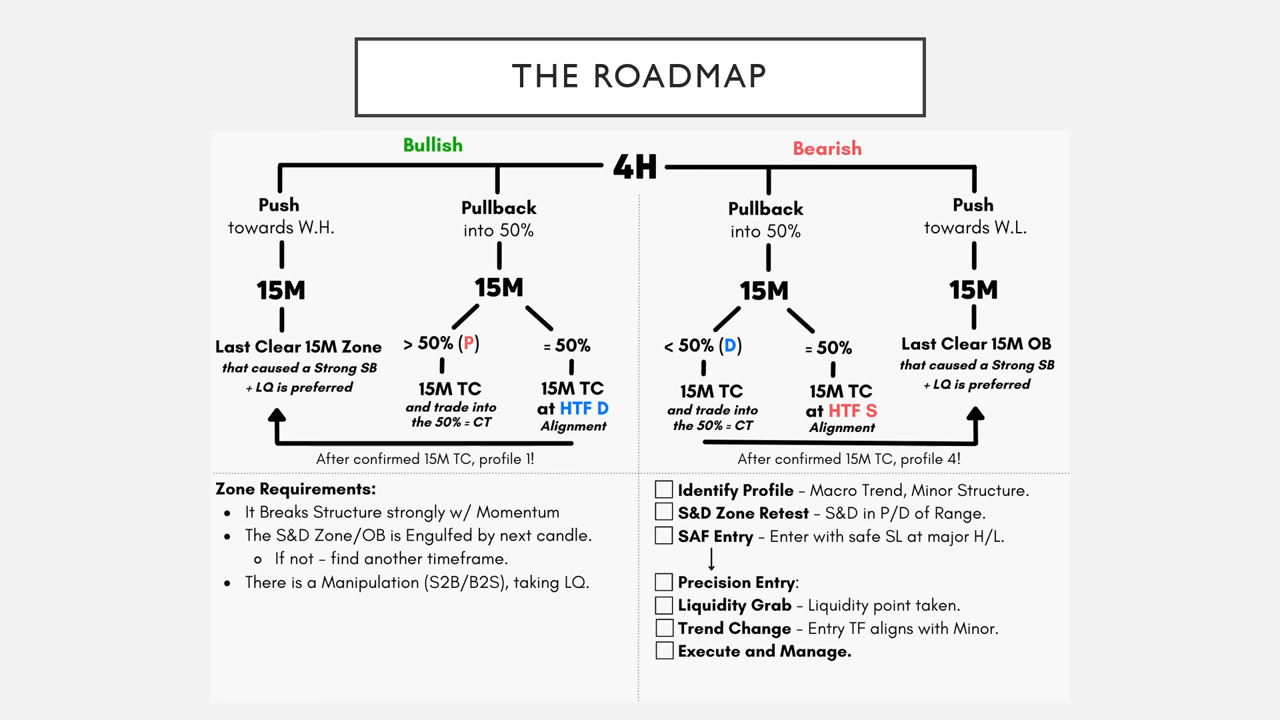 THE ROADMAP
Bullish
4H
Bearish
Push
towards W.H.
15M
Last Clear 15M Zone
that caused a Strong SB
+ LQ is preferred
Pullback
into 50%
15M
> 50% (P)
15M TC
and trade into
the 50% = CT
= 50%
15M TC
at HTF D
Alignment
After confirmed 15M TC, profile 1!
Pullback
into 50%
15M
< 50% (D)
15M TC
and trade into
the 50% = CT
= 50%
15M TC
at HTF S
Alignment
Push
towards W.L.
15M
Last Clear 15M OB
that caused a Strong SB
+ LQ is preferred
After confirmed 15M TC, profile 4!
Zone Requirements:
• It Breaks Structure strongly w/ Momentum
• The S&D Zone/OB is Engulfed by next candle.
◦ If not - find another timeframe.
• There is a Manipulation (S2B/B2S), taking LQ.
Identify Profile - Macro Trend, Minor Structure.
S&D Zone Retest - S&D in P/D of Range.
SAF Entry - Enter with safe SL at major H/L.
Precision Entry:
Liquidity Grab - Liquidity point taken.
Trend Change - Entry TF aligns with Minor.
Execute and Manage.